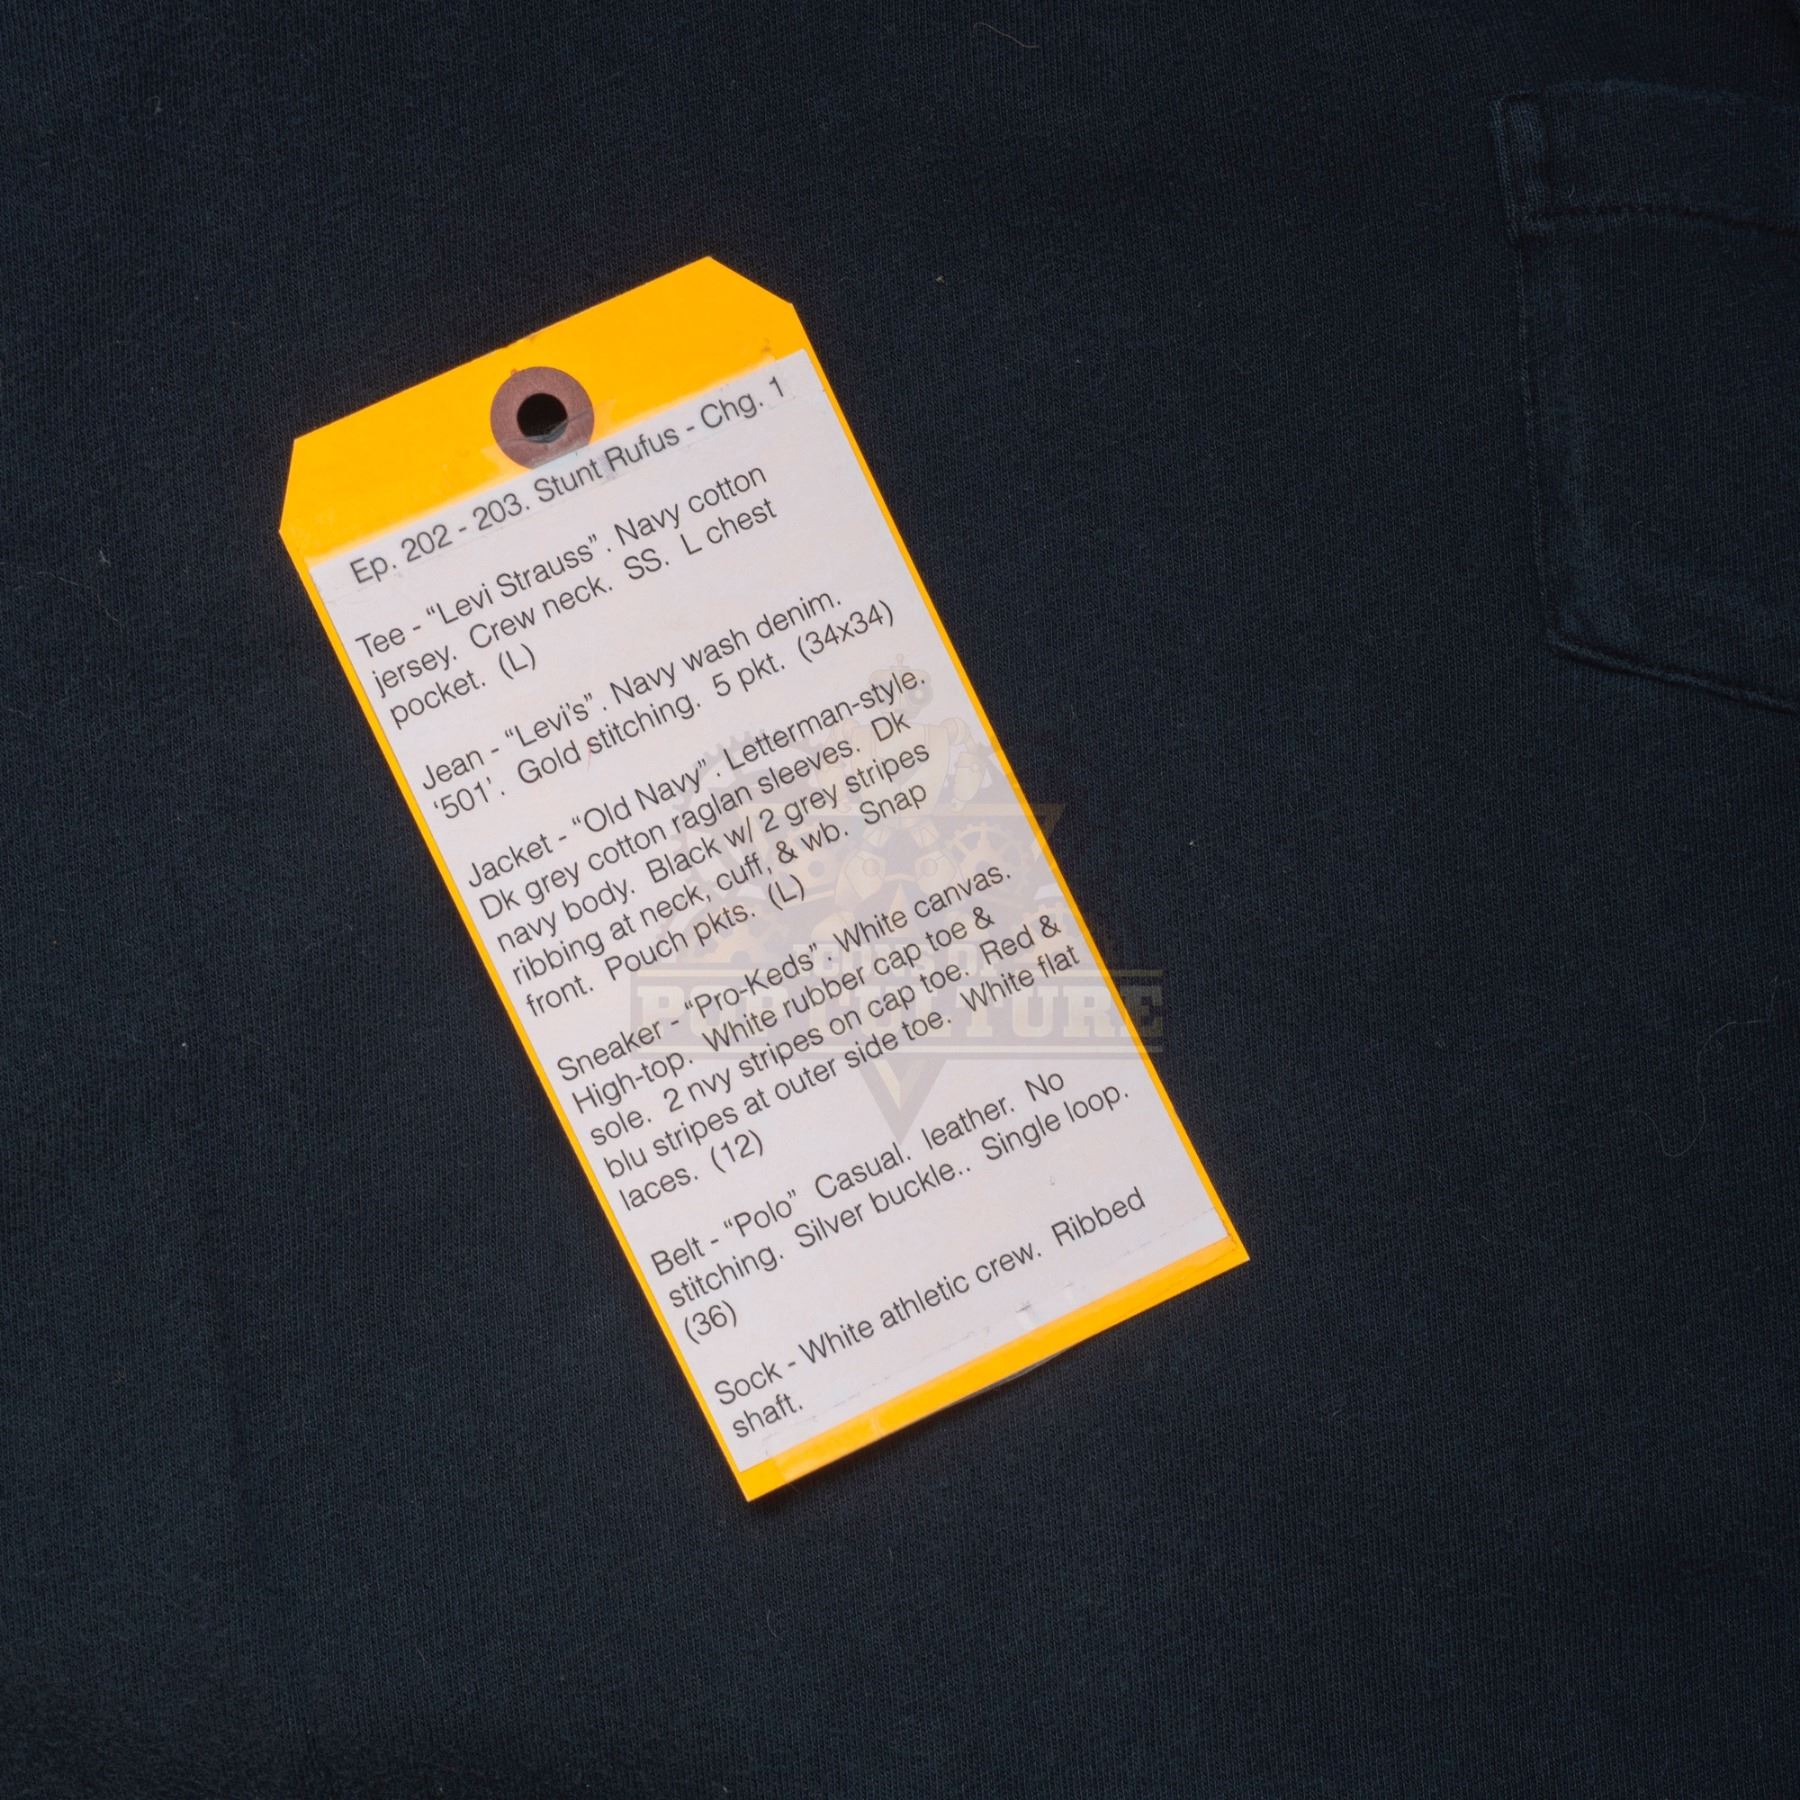 Ep. 202 - 203. Stunt Rufus - Chg. 1
Tee - “Levi Strauss” . Navy cotton
jersey. Crew neck. SS. L chest
pocket. (L)
Jean - “Levi’s” . Navy wash denim.
‘501’. Gold stitching. 5 pkt. (34x34)
Jacket - “Old Navy” . Letterman-style.
Dk grey cotton raglan sleeves. Dk
navy body. Black w/ 2 grey stripes
ribbing at neck, cuff, & wb. Snap
front. Pouch pkts. (L)
Sneaker - “Pro-Keds” . White canvas.
High-top. White rubber cap toe &
sole. 2 nvy stripes on cap toe. Red &
blu stripes at outer side toe. White flat
laces. (12)
Belt - “Polo” Casual. leather. No
stitching. Silver buckle.. Single loop.
(36)
Sock - White athletic crew. Ribbed
shaft.
ICONS OF
POP CULTURE